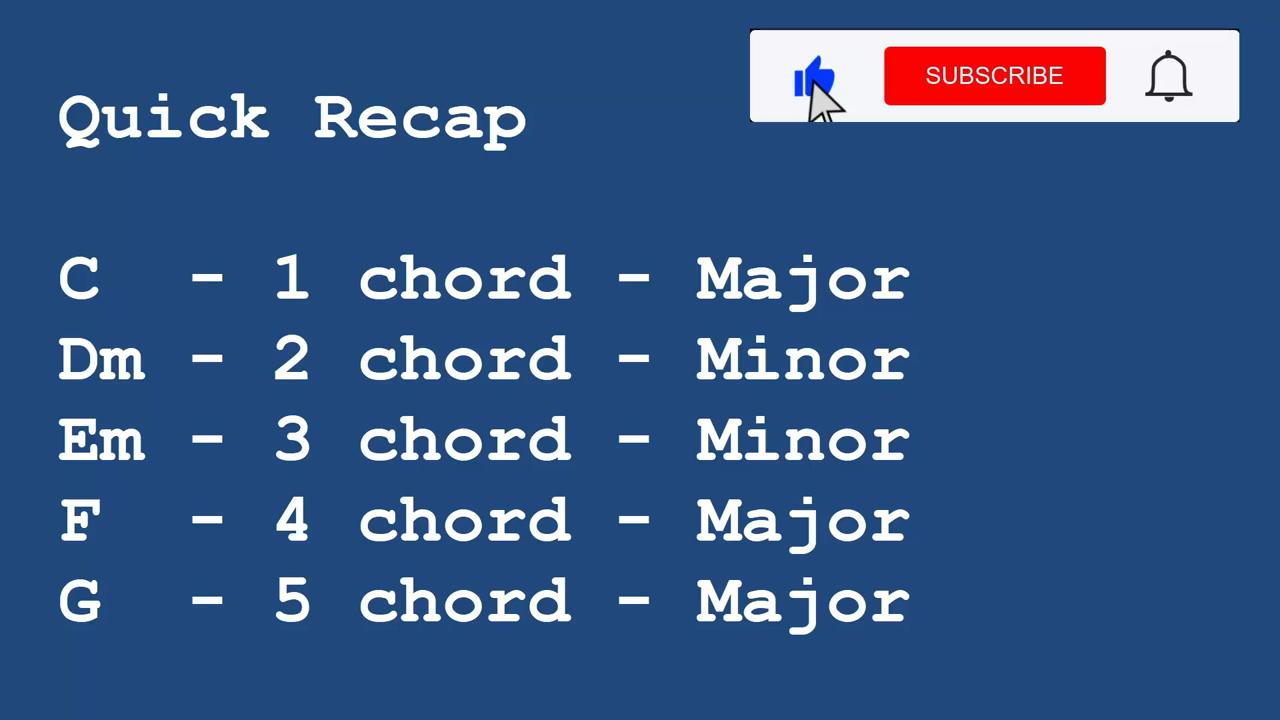 Quick Recap
SUBSCRIBE
C - 1 chord - Major
Dm - 2 chord - Minor
Em - 3 chord - Minor
F - 4 chord - Major
G - 5 chord - Major